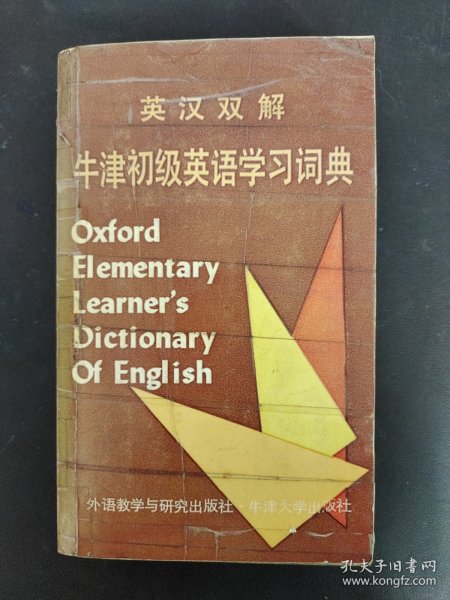 英汉双解
牛津初级英语学习词典
Oxford
Elementary
Learner's
Dictionary
Of English
外语教学与研究出版社·牛津大学出版社
孔夫子旧书网
www.kongfz.com